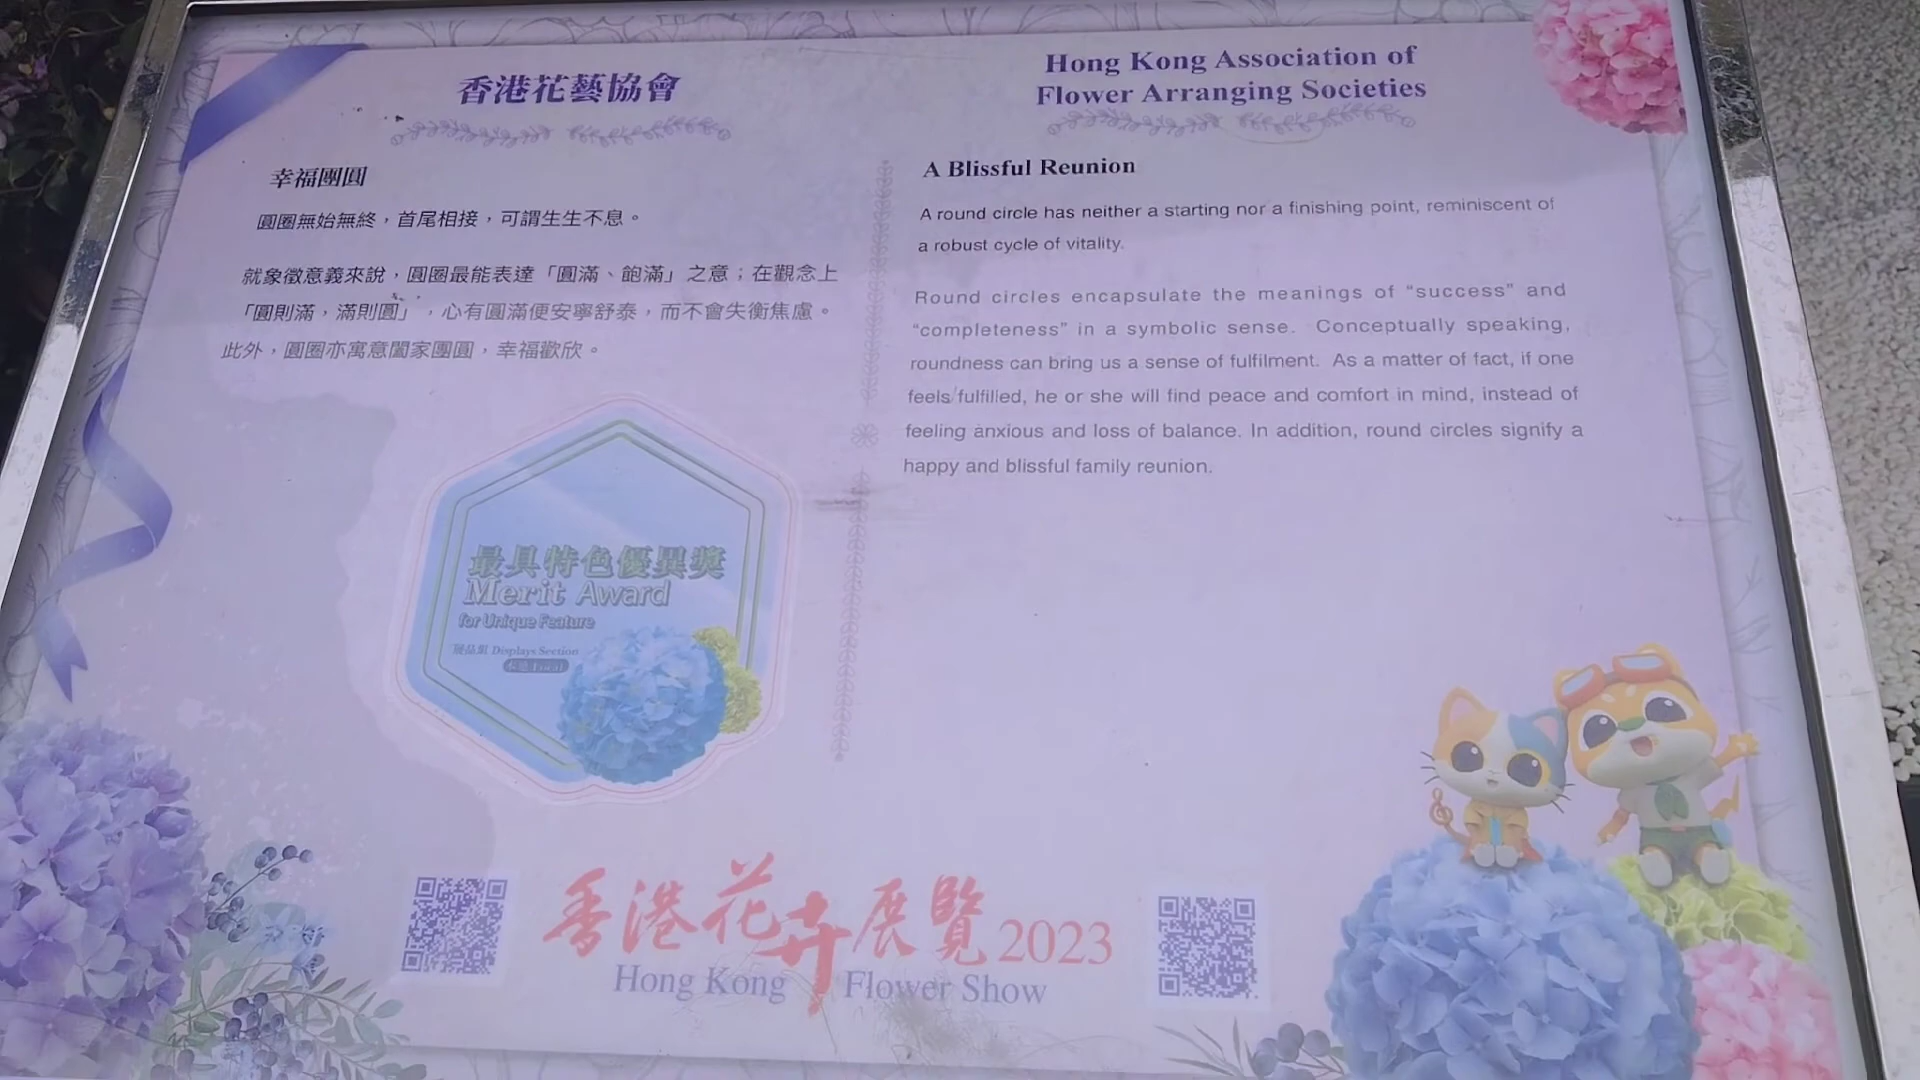 香港花藝協會
幸福團圓
圓圈無始無終，首尾相接，可謂生生不息。
就象徵意義來說，圓圈最能表達「圓滿、飽滿」之意；在觀念上
「圓則滿，滿則圓」，心有圓滿便安寧舒泰，而不會失衡焦慮。
此外，圓圈亦寓意闔家團圓，幸福歡欣。
最具特色優異獎
Merit Award
for Unique Feature
展品組 Displays Section
本地 Local
Hong Kong Association of
Flower Arranging Societies
A Blissful Reunion
A round circle has neither a starting nor a finishing point, reminiscent of
a robust cycle of vitality.
Round circles encapsulate the meanings of “success” and
“completeness” in a symbolic sense. Conceptually speaking,
roundness can bring us a sense of fulfilment. As a matter of fact, if one
feels fulfilled, he or she will find peace and comfort in mind, instead of
feeling anxious and loss of balance. In addition, round circles signify a
happy and blissful family reunion.
香港花卉展覽2023
Hong Kong Flower Show